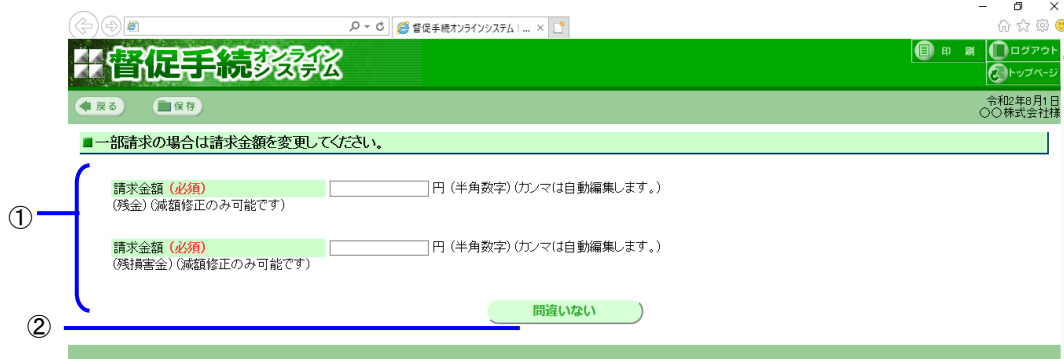 督促手続オンラインシステム | ... ×
督促手続オンラインシステム
印 刷
ログアウト
トップページ
戻る
保存
令和2年8月1日
〇〇株式会社様
■一部請求の場合は請求金額を変更してください。
①
請求金額 (必須) 円 (半角数字) (カンマは自動編集します。)
(残金) (減額修正のみ可能です)
請求金額 (必須) 円 (半角数字) (カンマは自動編集します。)
(残損害金) (減額修正のみ可能です)
②
間違いない